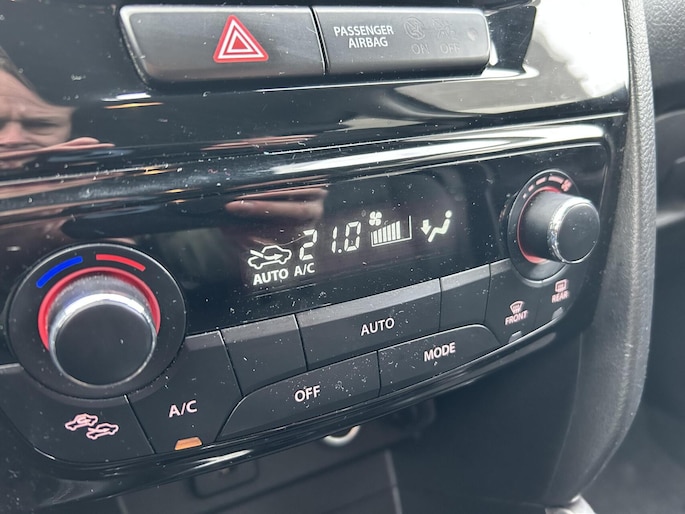 PASSENGER
AIRBAG
ON OFF
21.0
AUTO A/C
AUTO
FRONT
REAR
MODE
OFF
A/C